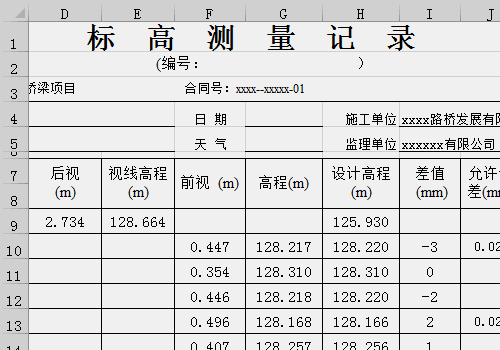 D E F G H I J
1 标 高 测 量 记 录
2 (编号： )
3 桥梁项目 合同号：xxxx--xxxxx-01
4 日 期 施工单位 xxxx路桥发展有限
5 天 气 监理单位 xxxxxx有限公司
7 后视 视线高程 前视 (m) 高程(m) 设计高程 差值 允许
8 (m) (m) (m) (mm) 差(m
9 2.734 128.664 125.930
10 0.447 128.217 128.220 -3 0.02
11 0.354 128.310 128.310 0
12 0.446 128.218 128.220 -2
13 0.496 128.168 128.166 2 0.02
0.407 128.257 128.256 1